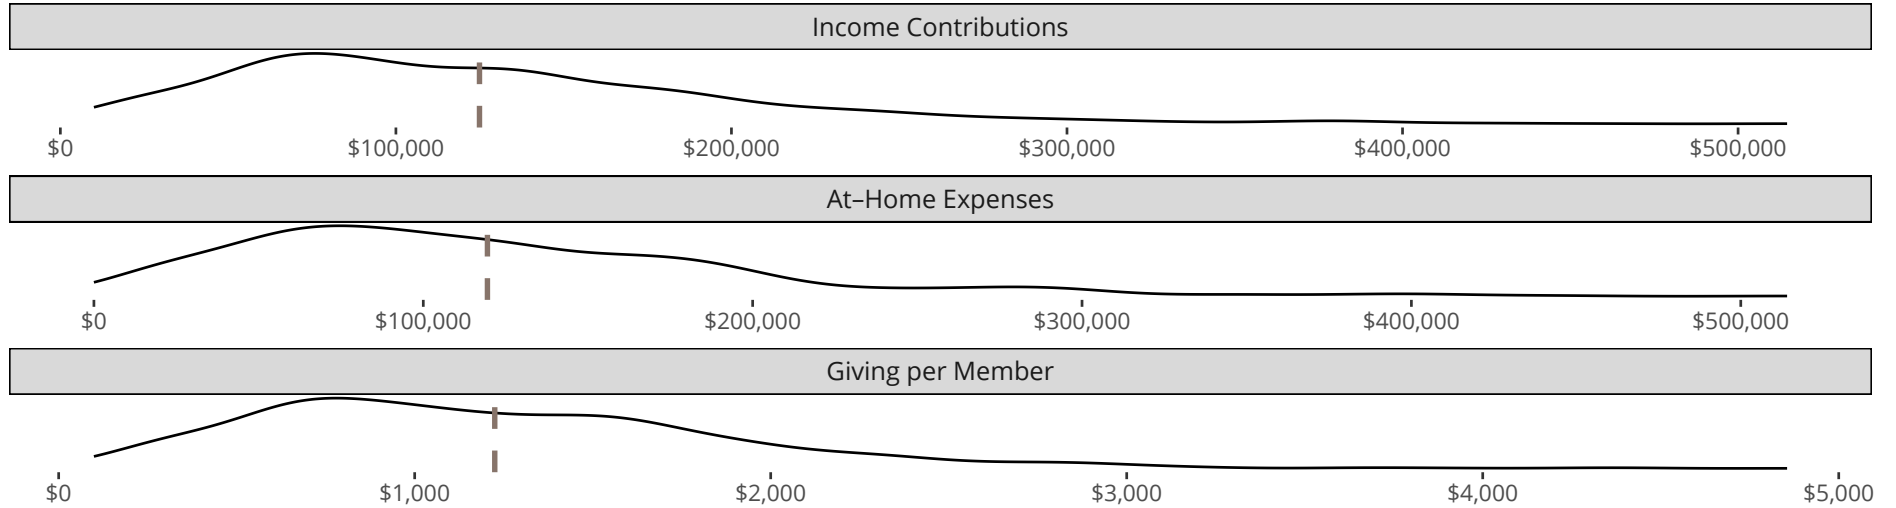 Income Contributions
$0 $100,000 $200,000 $300,000 $400,000 $500,000
At–Home Expenses
$0 $100,000 $200,000 $300,000 $400,000 $500,000
Giving per Member
$0 $1,000 $2,000 $3,000 $4,000 $5,000